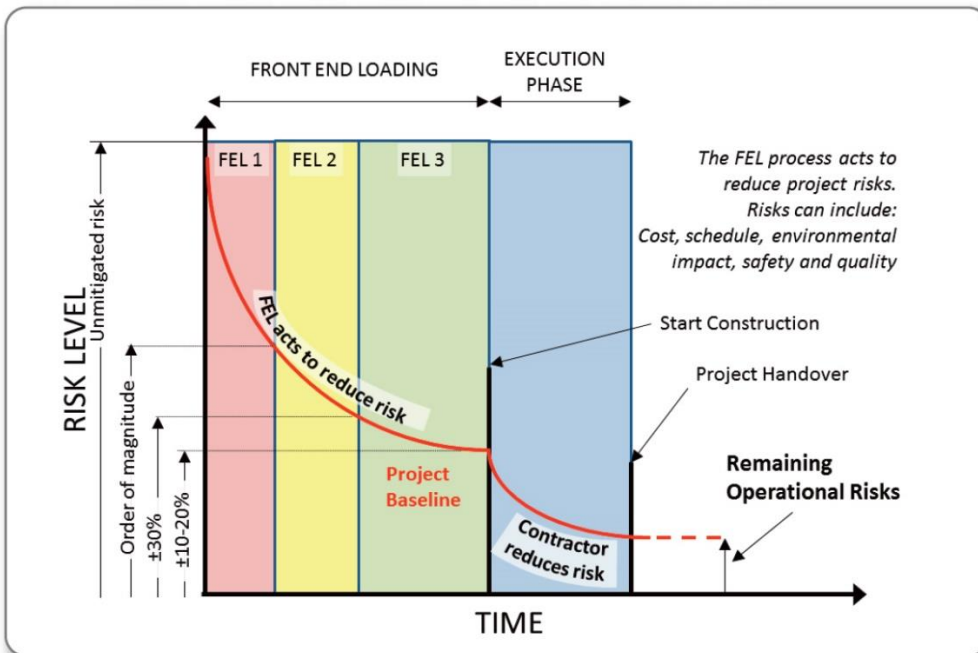 FRONT END LOADING
EXECUTION
PHASE
FEL 1
FEL 2
FEL 3
The FEL process acts to
reduce project risks.
Risks can include:
Cost, schedule, environmental
impact, safety and quality
RISK LEVEL
Unmitigated risk
Order of magnitude
±30%
±10-20%
FEL acts to reduce risk
Start Construction
Project Handover
Project
Baseline
Remaining
Operational Risks
Contractor
reduces risk
TIME